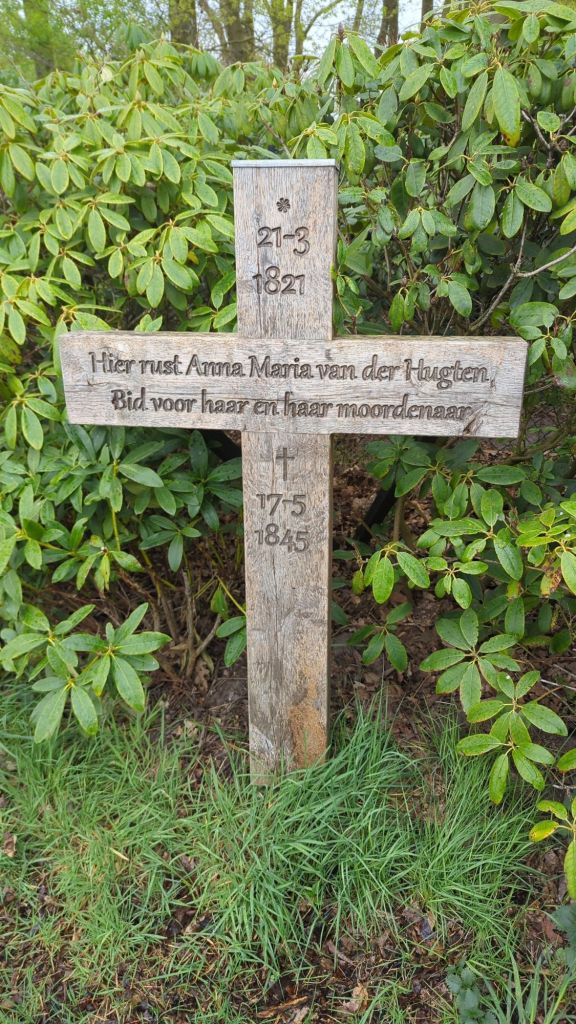 21-3
1821
Hier rust Anna Maria van der Hugten
Bid voor haar en haar moordenaar
17-5
1845